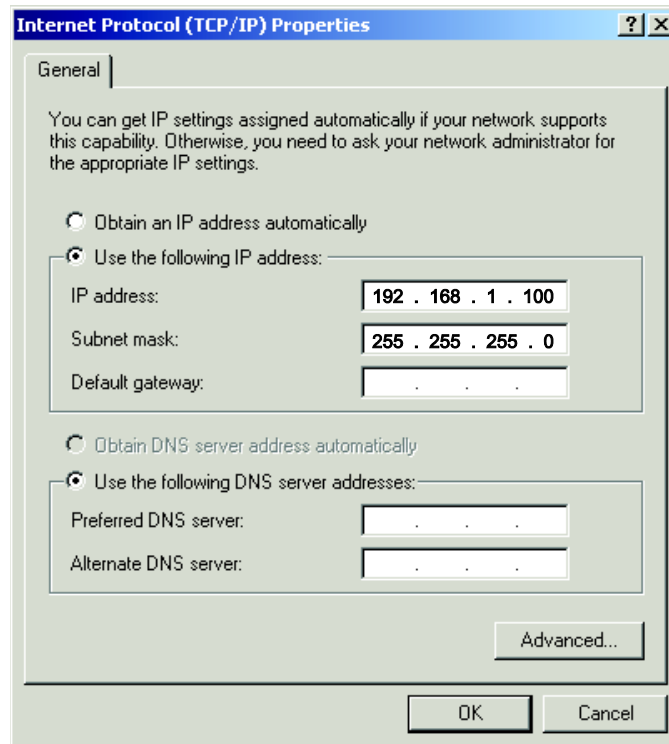 Internet Protocol (TCP/IP) Properties
General
You can get IP settings assigned automatically if your network supports
this capability. Otherwise, you need to ask your network administrator for
the appropriate IP settings.
Obtain an IP address automatically
Use the following IP address:
IP address: 192 . 168 . 1 . 100
Subnet mask: 255 . 255 . 255 . 0
Default gateway: . . .
Obtain DNS server address automatically
Use the following DNS server addresses:
Preferred DNS server: . . .
Alternate DNS server: . . .
Advanced...
OK Cancel